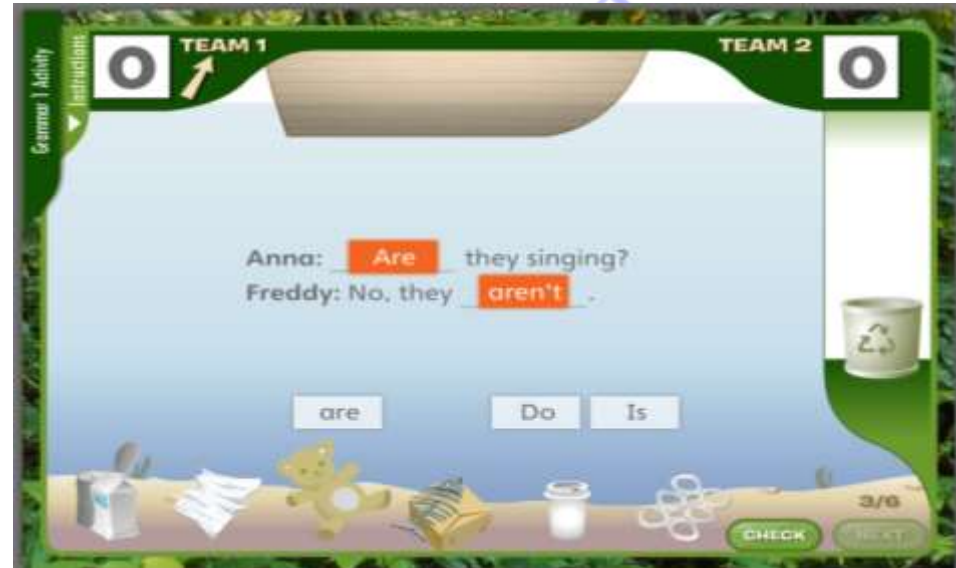 Grammar 1 Activity
Instructions
0 TEAM 1
TEAM 2 0
Anna: Are they singing?
Freddy: No, they aren't .
are Do Is
3/6
CHECK